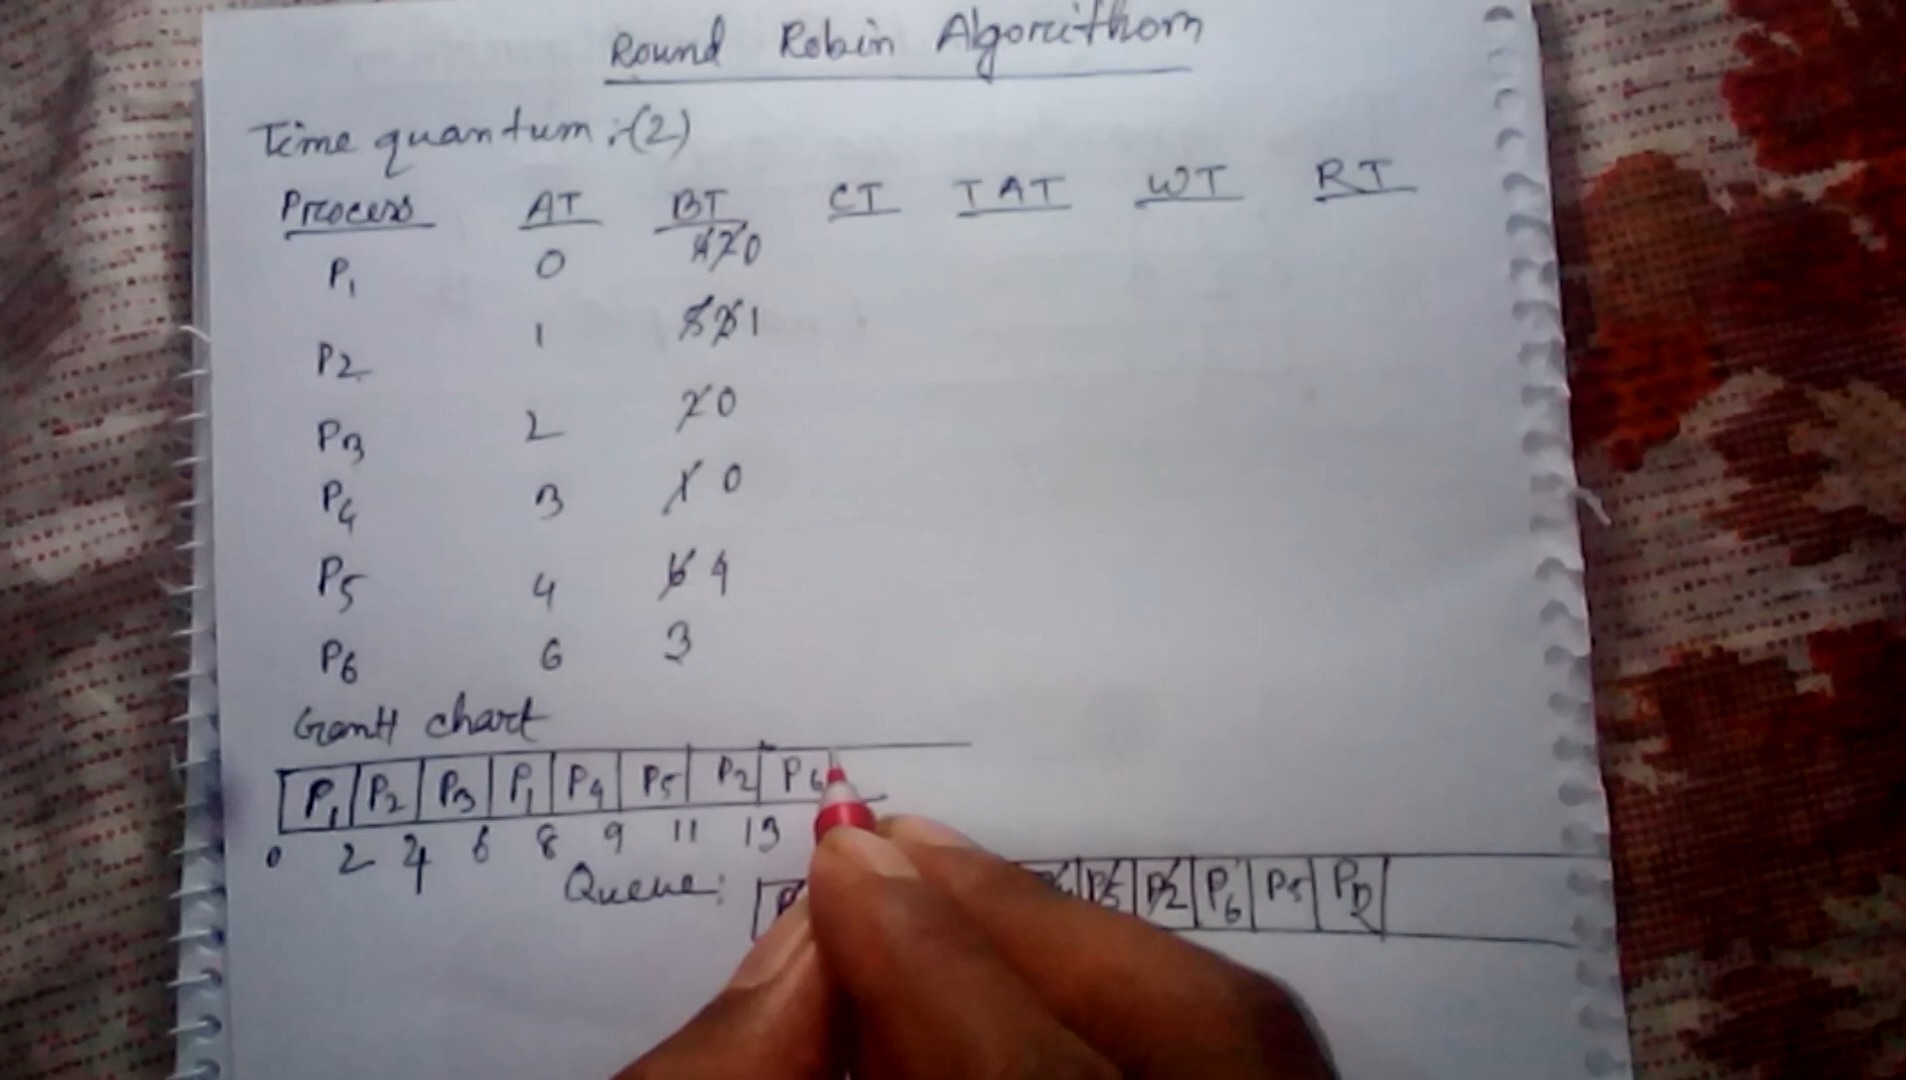 Round Robin Algorithom
Time quantum :-(2)
Process AT BT CT TAT WT RT
P1 0 4 2 0
P2 1 5 3 1
P3 2 2 0
P4 3 1 0
P5 4 6 4
P6 6 3
Gantt chart
P1 P2 P3 P1 P4 P5 P2 P6
0 2 4 6 8 9 11 13
Queue: P5 P2 P6 P5 P2